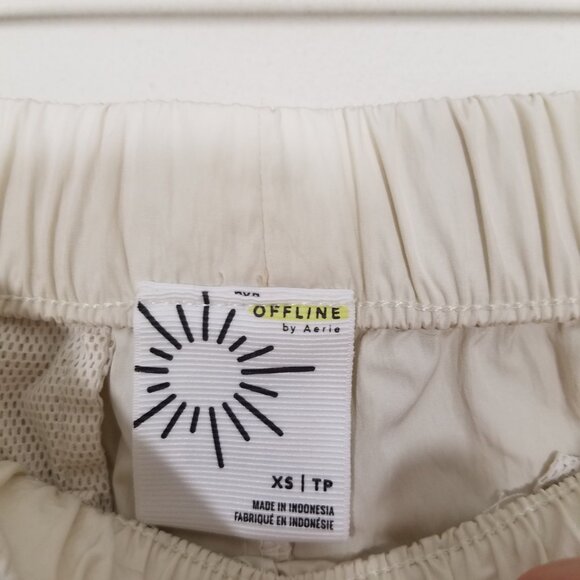 OFFLINE
by Aerie
XS | TP
MADE IN INDONESIA
FABRIQUÉ EN INDONÉSIE